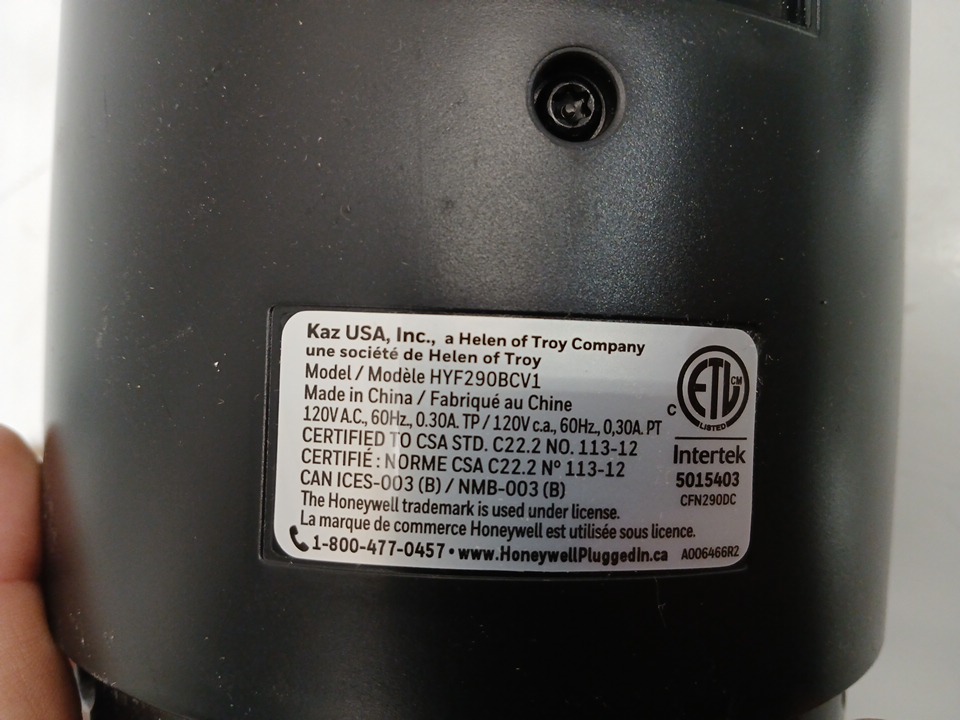 Kaz USA, Inc., a Helen of Troy Company
une société de Helen of Troy
Model / Modèle HYF290BCV1
Made in China / Fabriqué au Chine
120V A.C., 60Hz, 0.30A. TP / 120V c.a., 60Hz, 0,30A. PT
CERTIFIED TO CSA STD. C22.2 NO. 113-12
CERTIFIÉ : NORME CSA C22.2 N° 113-12
CAN ICES-003 (B) / NMB-003 (B)
The Honeywell trademark is used under license.
La marque de commerce Honeywell est utilisée sous licence.
1-800-477-0457 • www.HoneywellPluggedIn.ca
C
ETL CM
LISTED
Intertek
5015403
CFN290DC
A006466R2